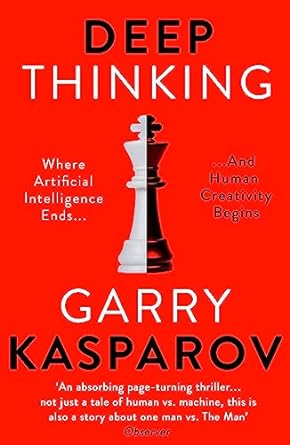 DEEP
THINKING
Where
Artificial
Intelligence
Ends...
...And
Human
Creativity
Begins
GARRY
KASPAROV
'An absorbing page-turning thriller...
not just a tale of human vs. machine, this is
also a story about one man vs. The Man'
Observer